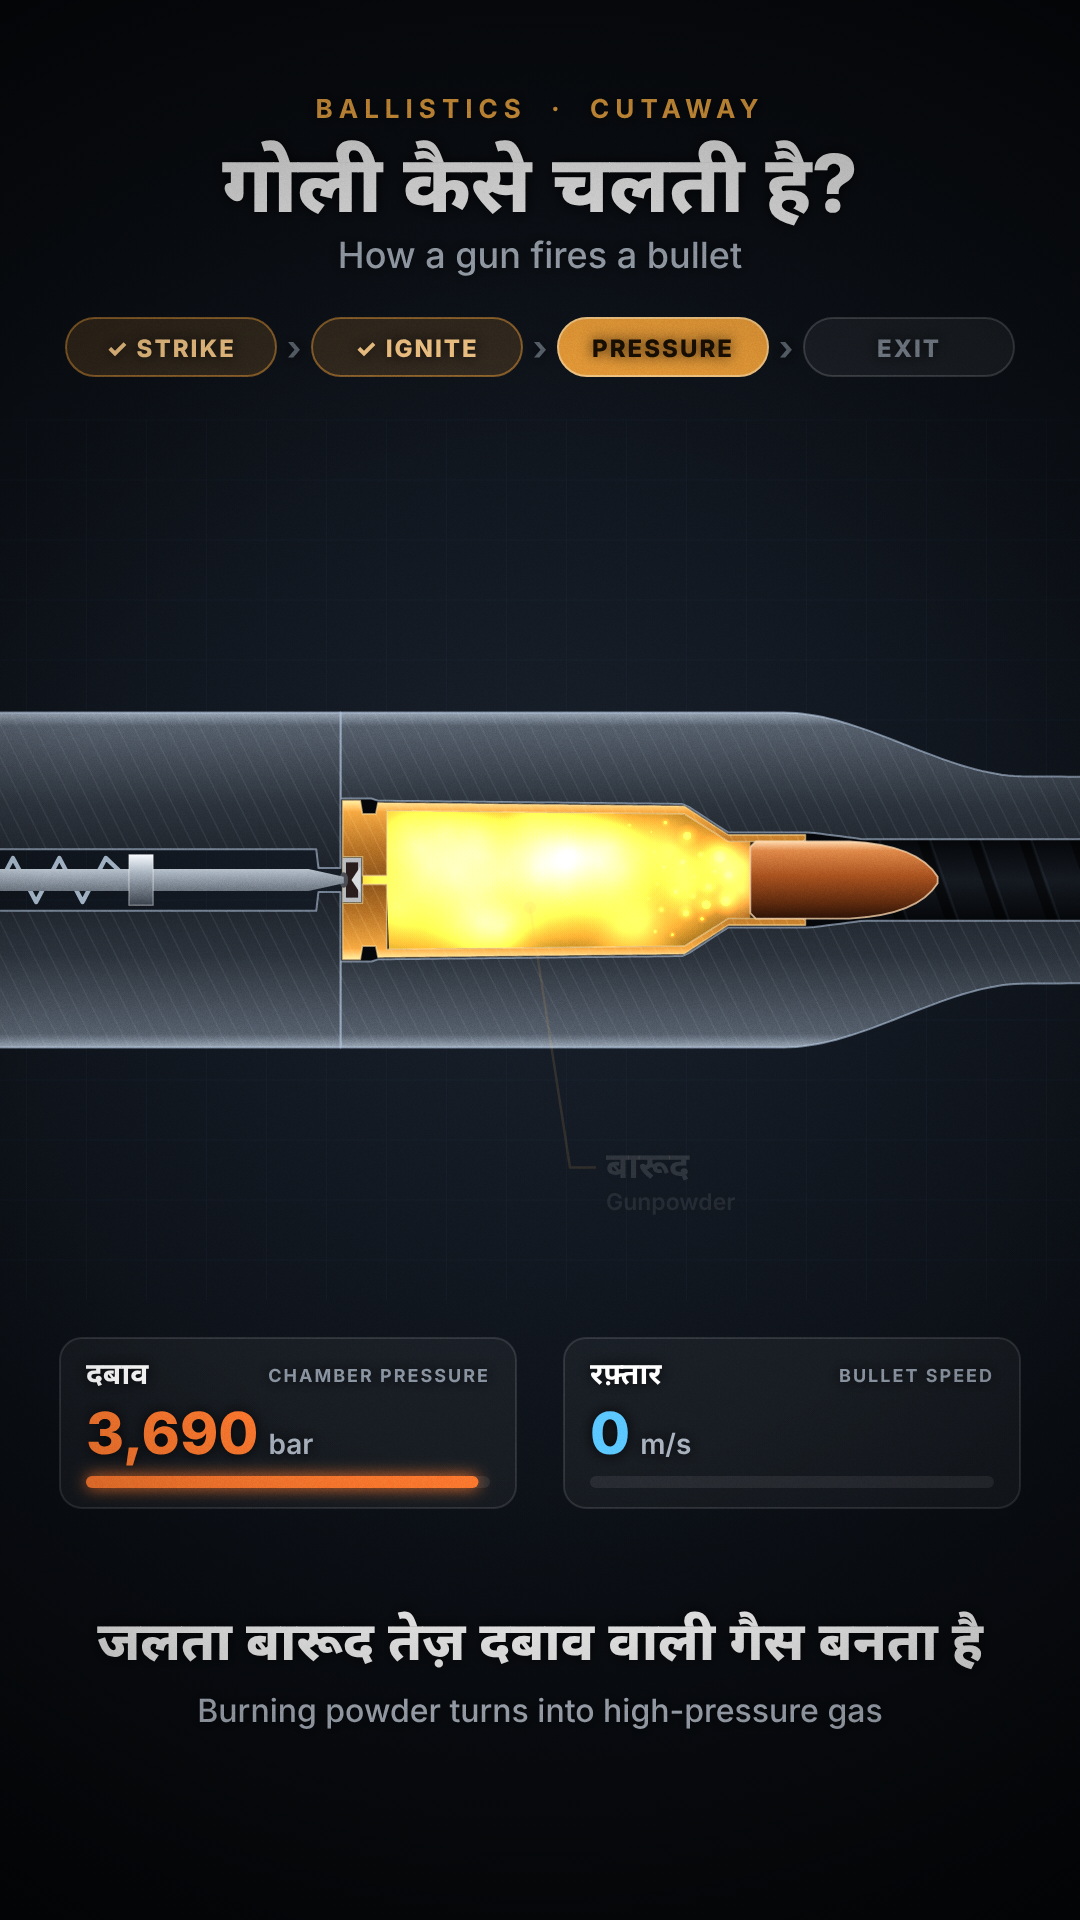 BALLISTICS · CUTAWAY
गोली कैसे चलती है?
How a gun fires a bullet
✓ STRIKE › ✓ IGNITE › PRESSURE › EXIT
बारूद
Gunpowder
दबाव CHAMBER PRESSURE
3,690 bar
रफ़्तार BULLET SPEED
0 m/s
जलता बारूद तेज़ दबाव वाली गैस बनता है
Burning powder turns into high-pressure gas